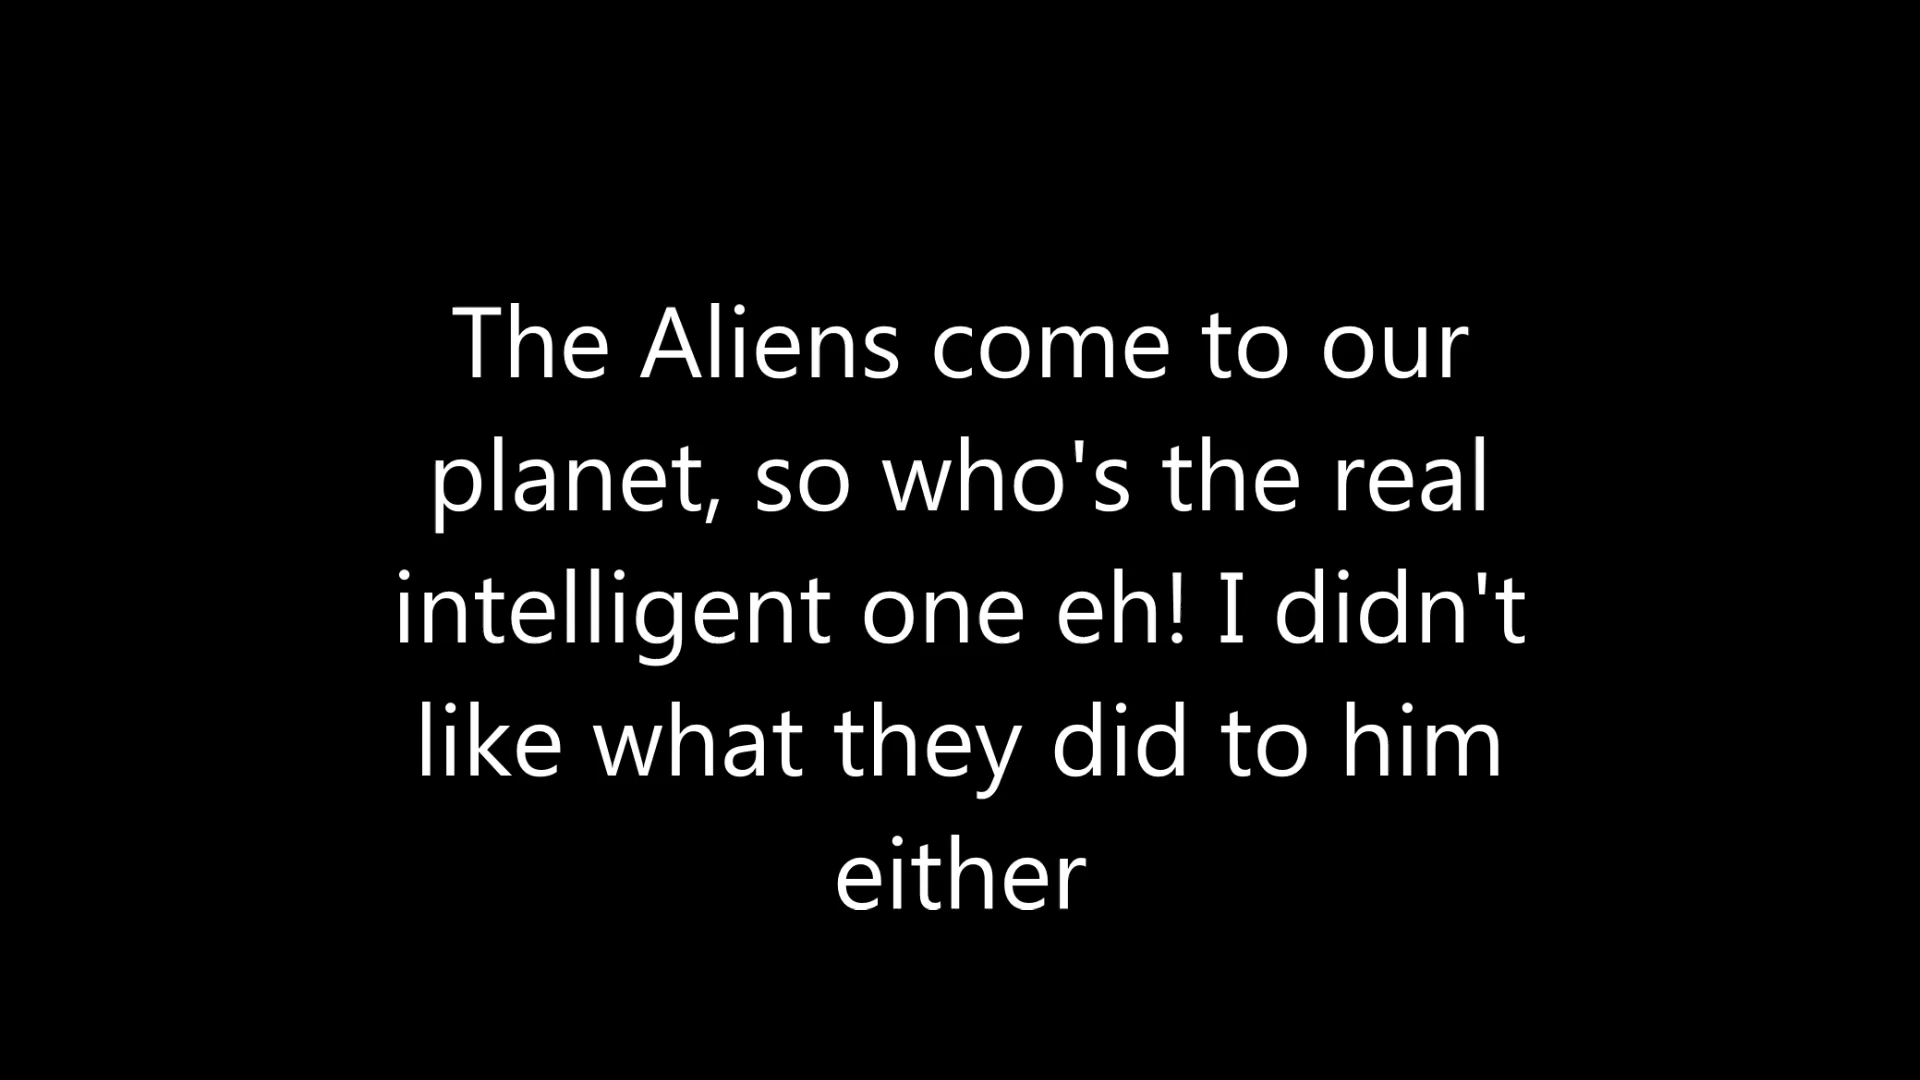 The Aliens come to our
planet, so who's the real
intelligent one eh! I didn't
like what they did to him
either